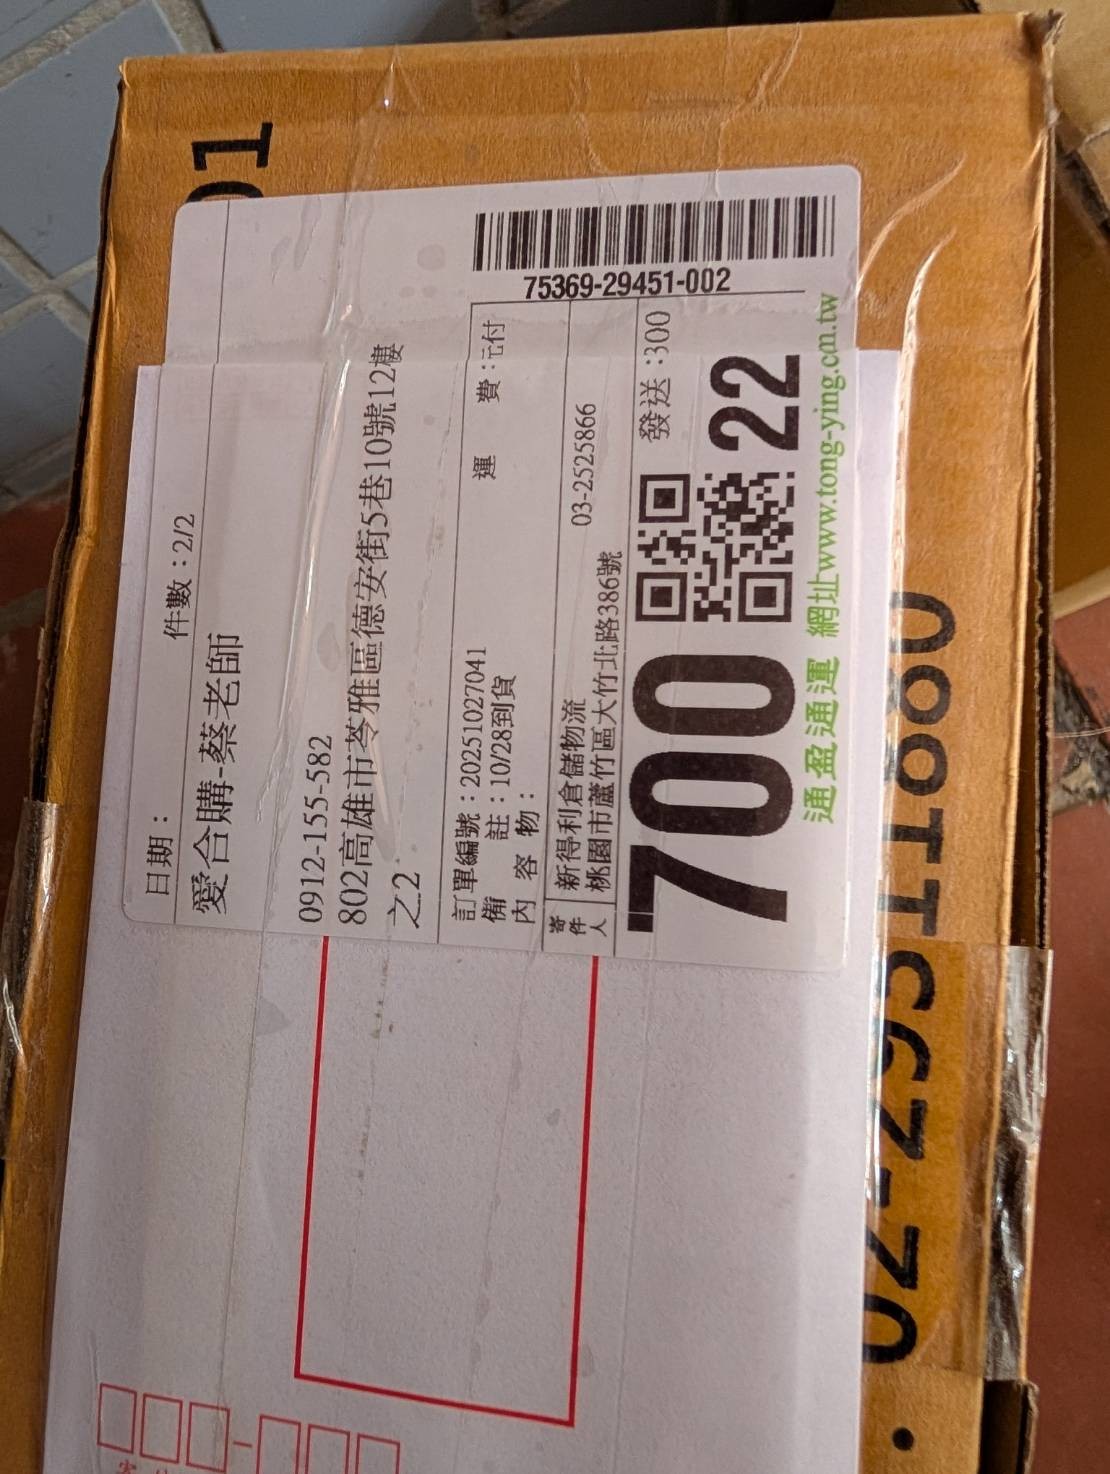 75369-29451-002
日期：
件數：2/2
愛合購-蔡老師
0912-155-582
802高雄市苓雅區德安街5巷10號12樓
之2
訂單編號：20251027041
運費：元付
備註：10/28到貨
內容物：
寄件人
新得利倉儲物流
03-2525866
桃園市蘆竹區大竹北路386號
發送：300
700
22
通盈通運 網址www.tong-ying.com.tw
01